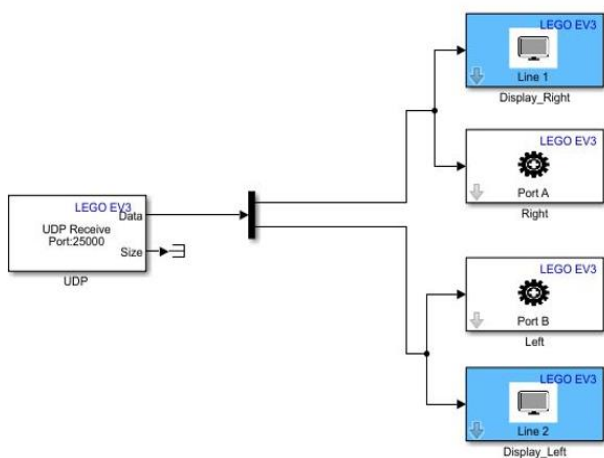 LEGO EV3
Line 1
Display_Right
LEGO EV3
Port A
Right
LEGO EV3
Data
UDP Receive
Port:25000
Size
UDP
LEGO EV3
Port B
Left
LEGO EV3
Line 2
Display_Left